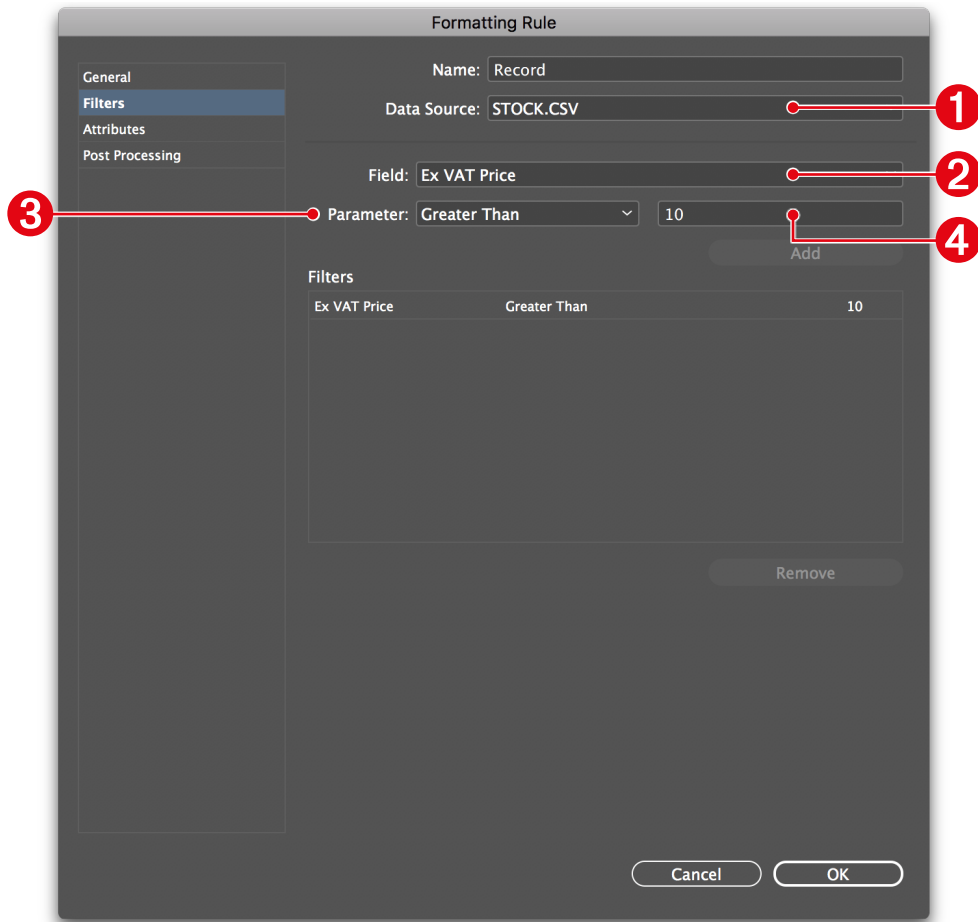 Formatting Rule
General
Filters
Attributes
Post Processing
Name: Record
Data Source: STOCK.CSV
1
Field: Ex VAT Price
2
3
Parameter: Greater Than 10
4
Add
Filters
Ex VAT Price Greater Than 10
Remove
Cancel OK